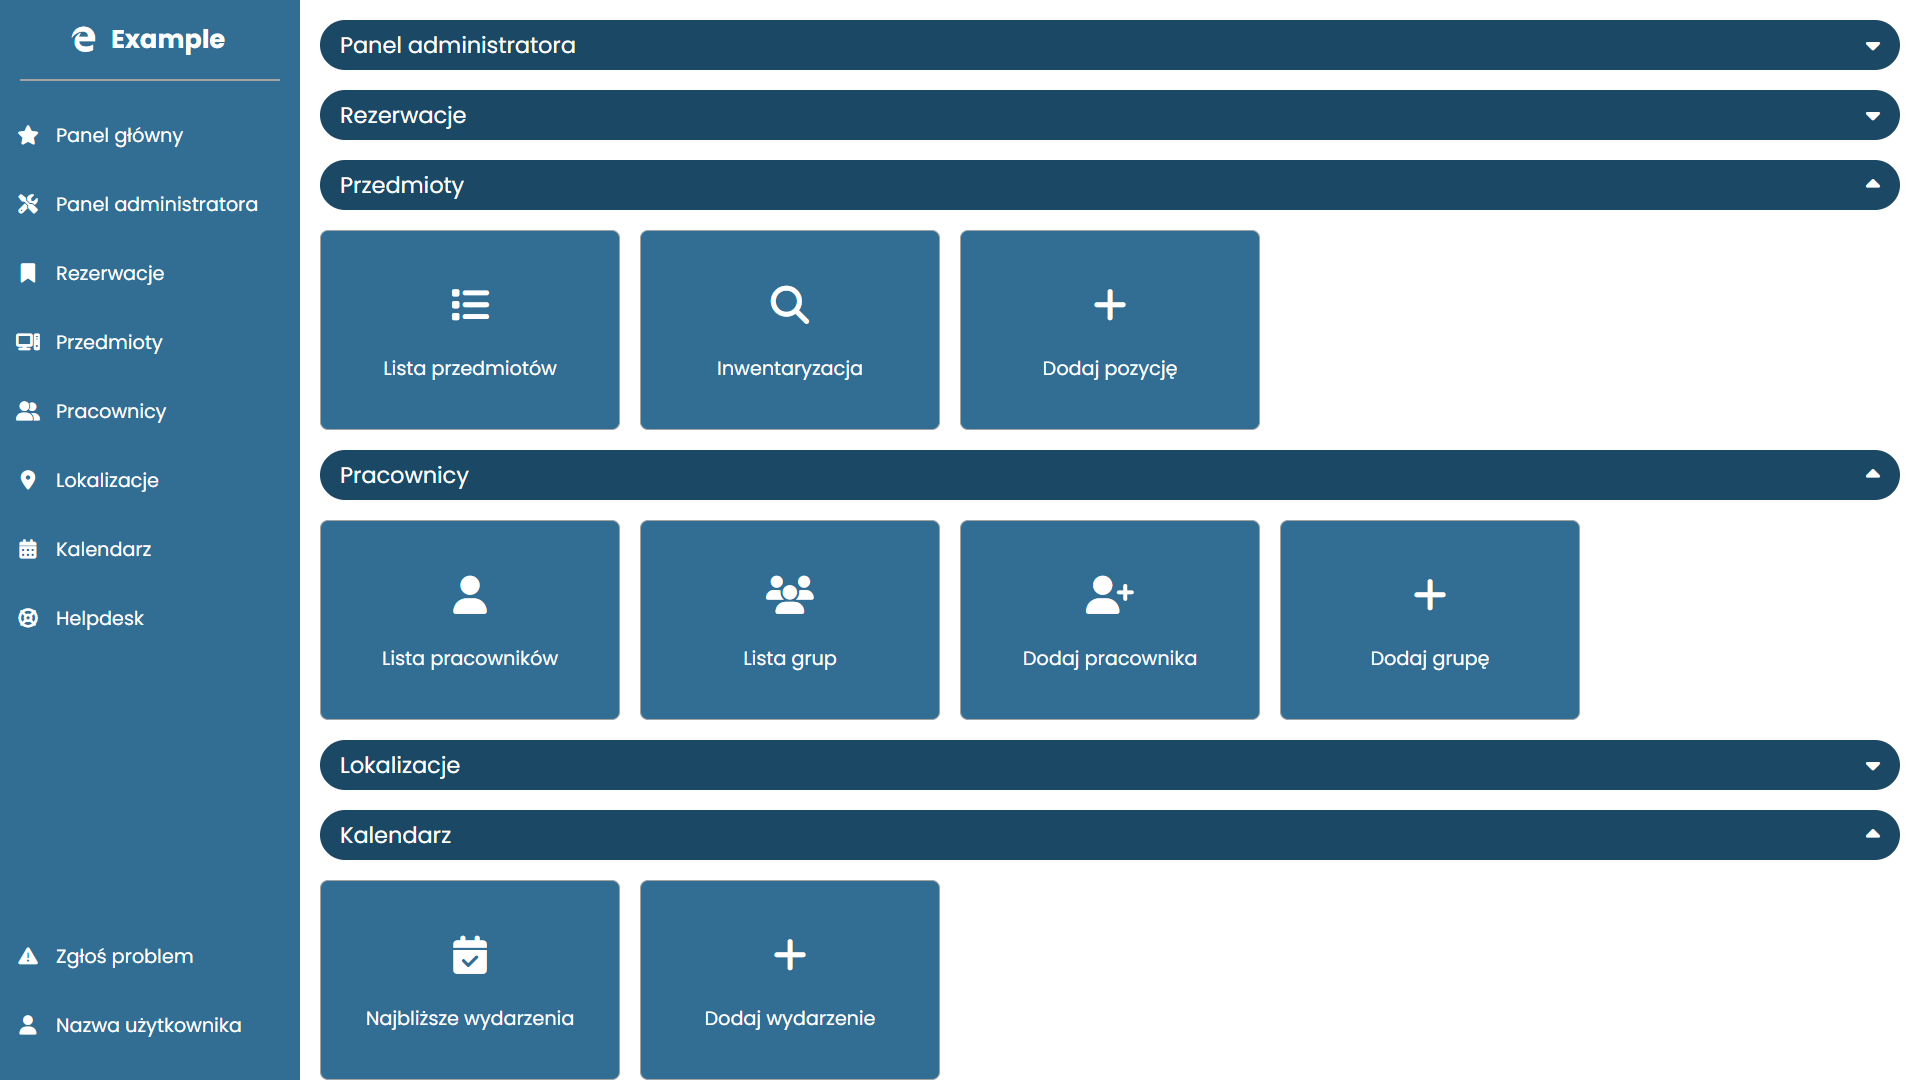 Example
Panel główny
Panel administratora
Rezerwacje
Przedmioty
Pracownicy
Lokalizacje
Kalendarz
Helpdesk
Zgłoś problem
Nazwa użytkownika
Panel administratora
Rezerwacje
Przedmioty
Lista przedmiotów
Inwentaryzacja
Dodaj pozycję
Pracownicy
Lista pracowników
Lista grup
Dodaj pracownika
Dodaj grupę
Lokalizacje
Kalendarz
Najbliższe wydarzenia
Dodaj wydarzenie